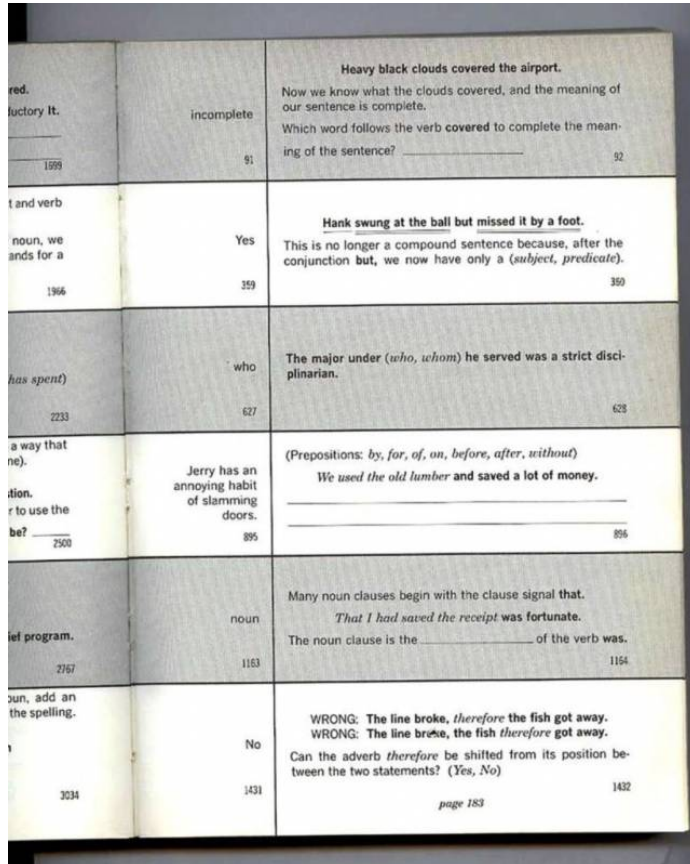 red.
ductory It.
1699
t and verb
noun, we
ands for a
1966
has spent)
2233
a way that
ne).
tion.
r to use the
be?
2500
ief program.
2767
oun, add an
the spelling.
3034
incomplete
91
Yes
359
who
627
Jerry has an
annoying habit
of slamming
doors.
895
noun
1163
No
1431
Heavy black clouds covered the airport.
Now we know what the clouds covered, and the meaning of
our sentence is complete.
Which word follows the verb covered to complete the mean-
ing of the sentence?
92
Hank swung at the ball but missed it by a foot.
This is no longer a compound sentence because, after the
conjunction but, we now have only a (subject, predicate).
360
The major under (who, whom) he served was a strict disci-
plinarian.
628
(Prepositions: by, for, of, on, before, after, without)
We used the old lumber and saved a lot of money.
896
Many noun clauses begin with the clause signal that.
That I had saved the receipt was fortunate.
The noun clause is the ______ of the verb was.
1164
WRONG: The line broke, therefore the fish got away.
WRONG: The line broke, the fish therefore got away.
Can the adverb therefore be shifted from its position be-
tween the two statements? (Yes, No)
1432
page 183